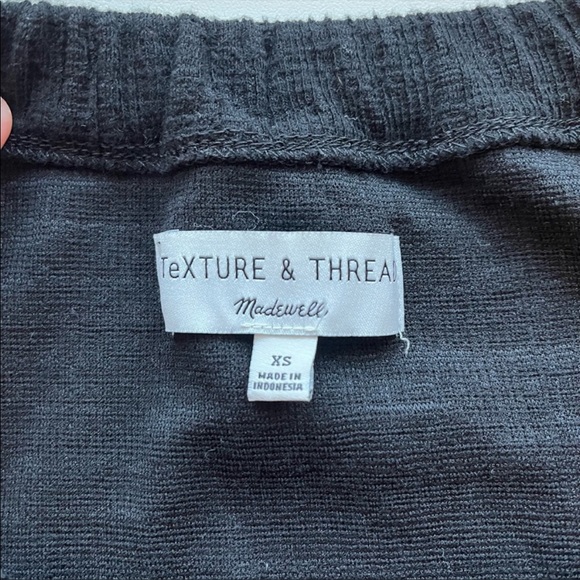 TeXTURE & THREAD
Madewell
XS
MADE IN
INDONESIA